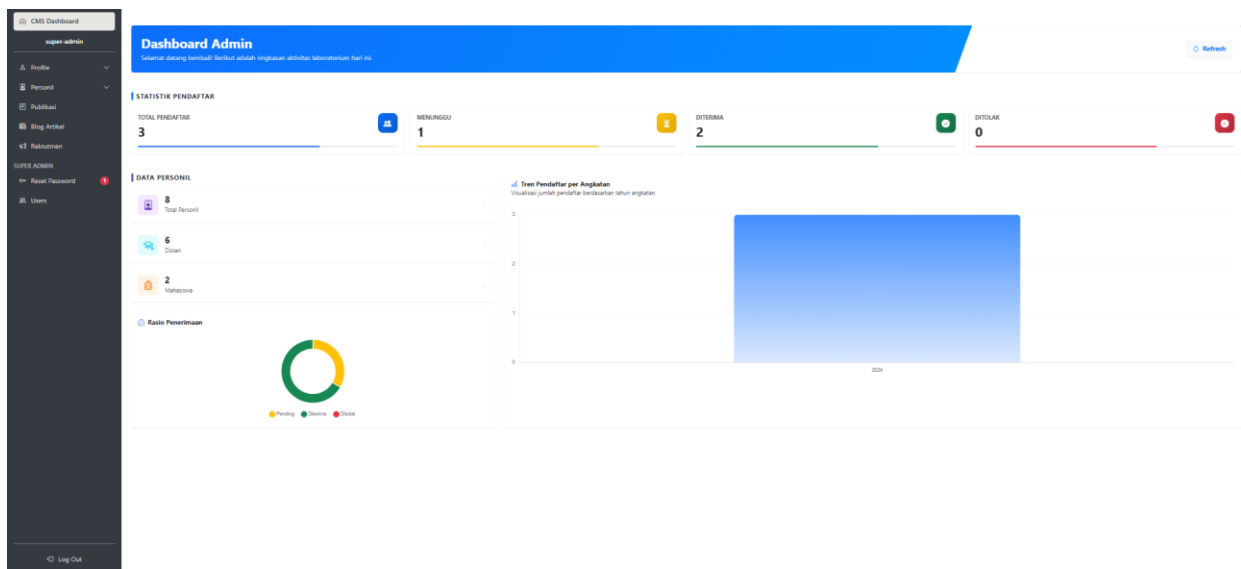 CMS Dashboard
super-admin
Profile
Personil
Publikasi
Blog Artikel
Rekrutmen
SUPER ADMIN
Reset Password 1
Users
Log Out
Dashboard Admin
Selamat datang kembali! Berikut adalah ringkasan aktivitas laboratorium hari ini.
Refresh
STATISTIK PENDAFTAR
TOTAL PENDAFTAR
3
MENUNGGU
1
DITERIMA
2
DITOLAK
0
DATA PERSONIL
8
Total Personil
6
Dosen
2
Mahasiswa
Rasio Penerimaan
Pending Diterima Ditolak
Tren Pendaftar per Angkatan
Visualisasi jumlah pendaftar berdasarkan tahun angkatan
3
2
1
0
2024